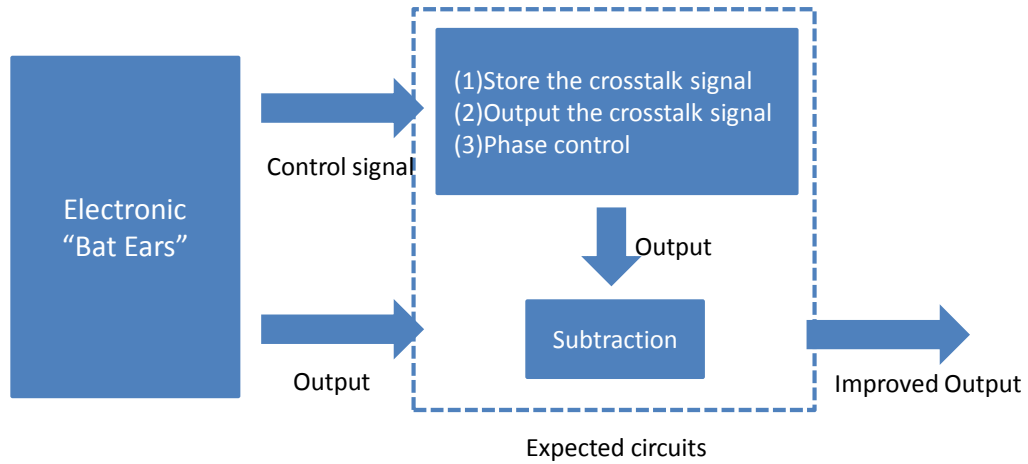 (1)Store the crosstalk signal
(2)Output the crosstalk signal
(3)Phase control
Control signal
Electronic
“Bat Ears”
Output
Subtraction
Output
Improved Output
Expected circuits